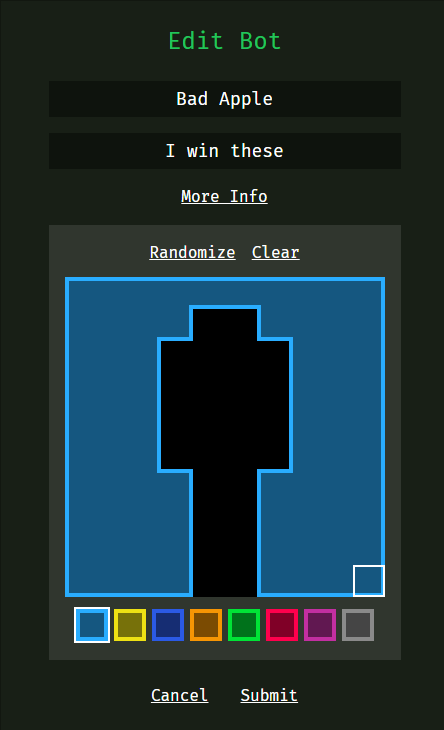 Edit Bot
Bad Apple
I win these
More Info
Randomize Clear
Cancel Submit